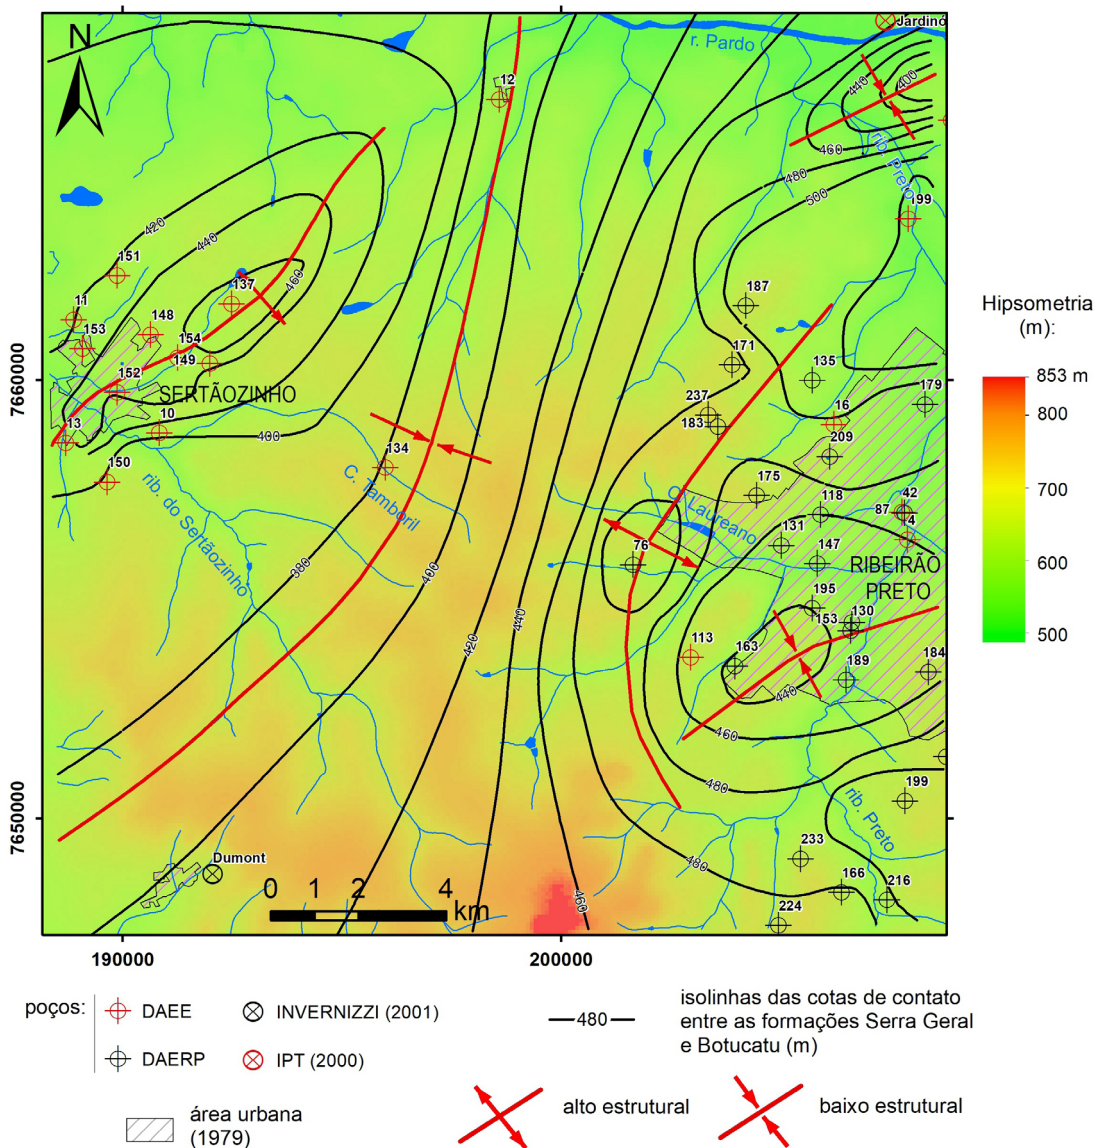 N
Jardinó
r. Pardo
12
440
400
460
rib. Preto
480
500
199
420
440
151
137
460
187
11
148
153
154
149
171
135
152
SERTÃOZINHO
237
183
16
179
13
10
400
209
150
134
175
42
C. Tamboril
C. Laureano
118
87
4
rib. do Sertãozinho
131
147
RIBEIRÃO
PRETO
76
380
400
195
130
153
440
420
113
163
189
184
440
460
480
199
rib. Preto
233
480
166
216
224
460
Dumont
0 1 2 4
km
7660000
7650000
190000
200000
Hipsometria
(m):
853 m
800
700
600
500
poços:
DAEE
INVERNIZZI (2001)
DAERP
IPT (2000)
480
isolinhas das cotas de contato
entre as formações Serra Geral
e Botucatu (m)
área urbana
(1979)
alto estrutural
baixo estrutural